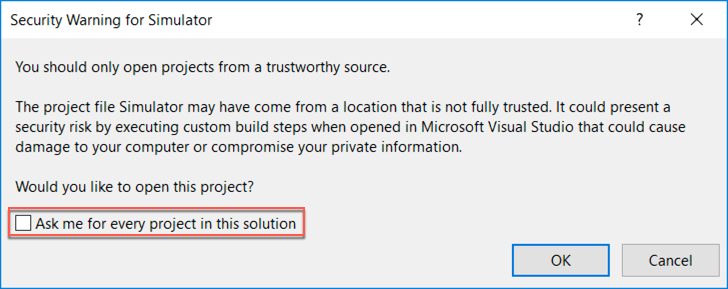 Security Warning for Simulator
?
You should only open projects from a trustworthy source.
The project file Simulator may have come from a location that is not fully trusted. It could present a
security risk by executing custom build steps when opened in Microsoft Visual Studio that could cause
damage to your computer or compromise your private information.
Would you like to open this project?
Ask me for every project in this solution
OK
Cancel